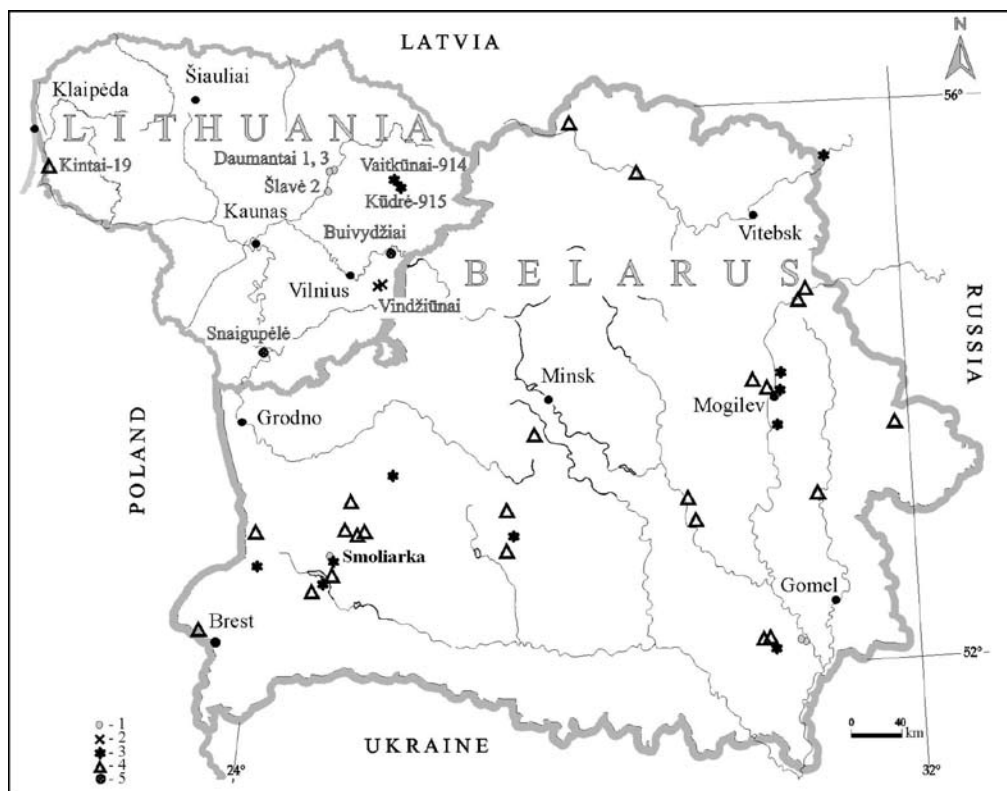 LATVIA
N
Šiauliai
56°
Klaipėda
LITHUANIA
Daumantai 1, 3
Vaitkūnai-914
Kintai-19
Šlavė 2
Kūdrė-915
Kaunas
Vitebsk
Buivydžiai
BELARUS
Vilnius
Vindžiūnai
RUSSIA
Snaigupėlė
Minsk
Mogilev
Grodno
POLAND
Smoliarka
Gomel
Brest
52°
0 40
km
- 1
- 2
- 3
- 4
- 5
UKRAINE
24°
32°